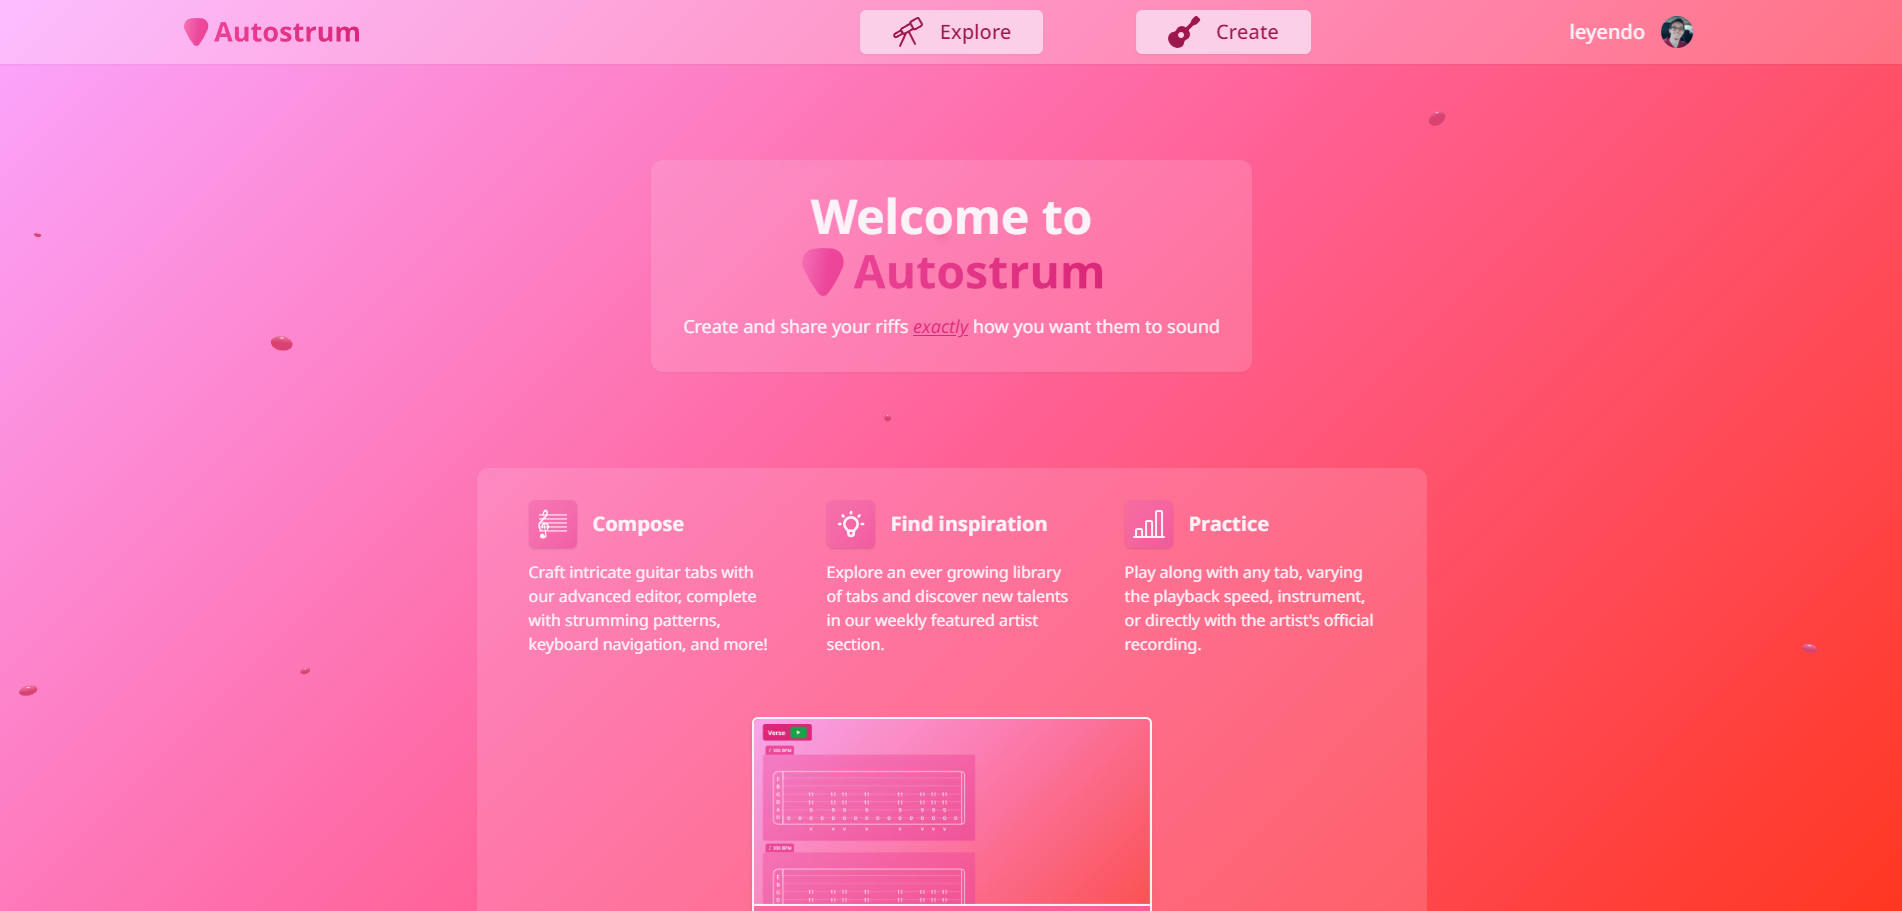 Autostrum
Explore
Create
leyendo
Welcome to
Autostrum
Create and share your riffs exactly how you want them to sound
Compose
Craft intricate guitar tabs with
our advanced editor, complete
with strumming patterns,
keyboard navigation, and more!
Find inspiration
Explore an ever growing library
of tabs and discover new talents
in our weekly featured artist
section.
Practice
Play along with any tab, varying
the playback speed, instrument,
or directly with the artist's official
recording.
Verse